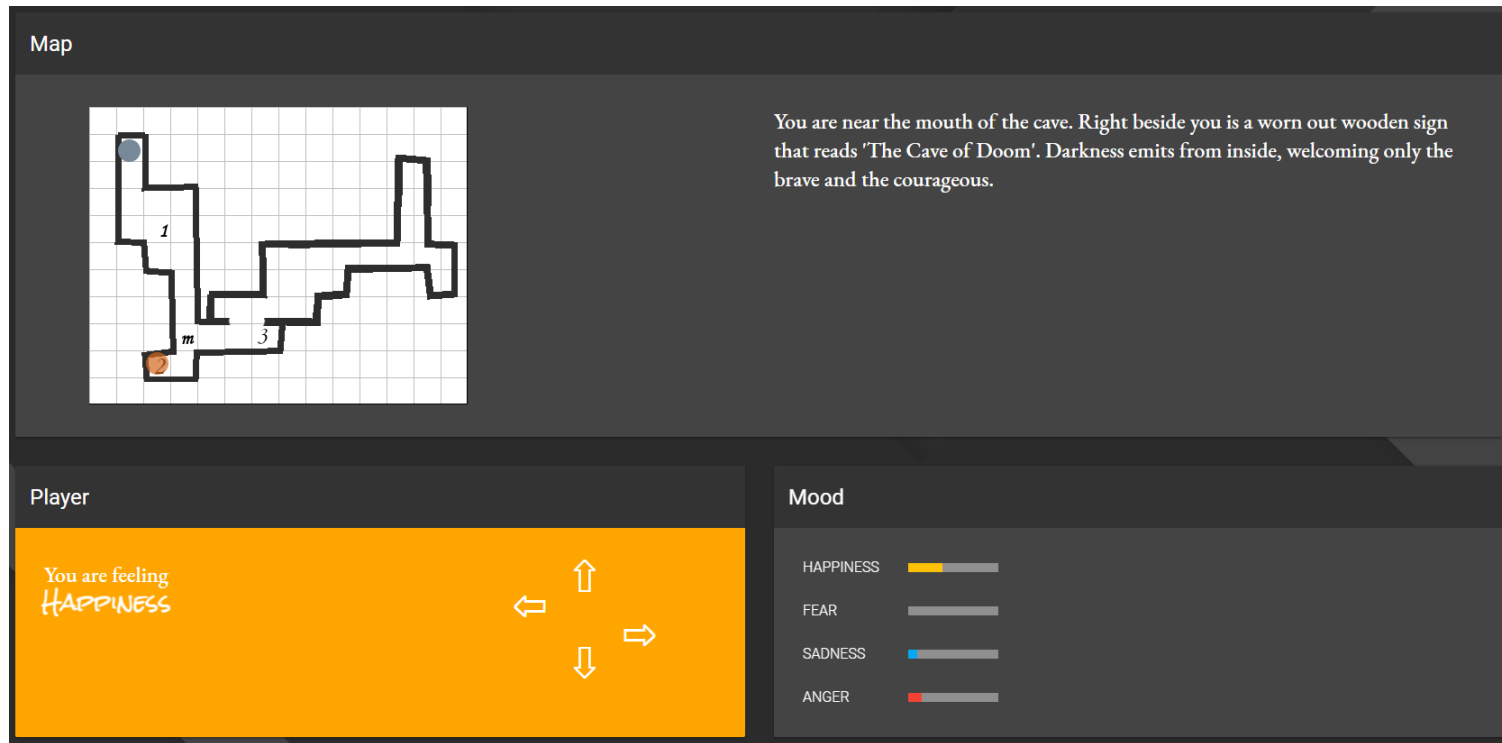 Map
You are near the mouth of the cave. Right beside you is a worn out wooden sign
that reads 'The Cave of Doom'. Darkness emits from inside, welcoming only the
brave and the courageous.
1
m
3
2
Player
You are feeling
Happiness
Mood
HAPPINESS
FEAR
SADNESS
ANGER